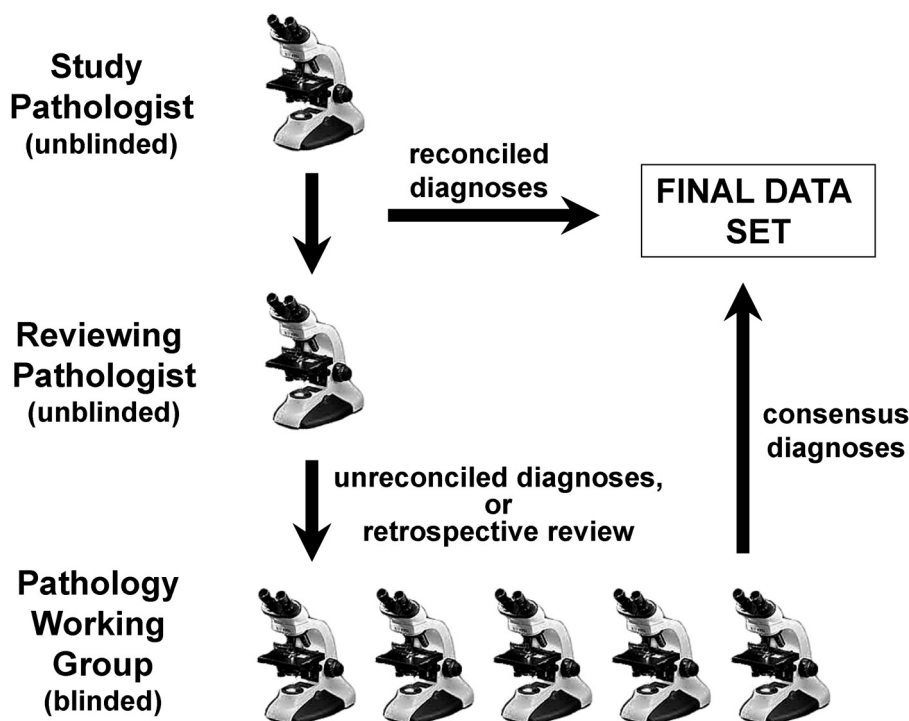 Study
Pathologist
(unblinded)
reconciled
diagnoses
FINAL DATA
SET
Reviewing
Pathologist
(unblinded)
consensus
diagnoses
unreconciled diagnoses,
or
retrospective review
Pathology
Working
Group
(blinded)